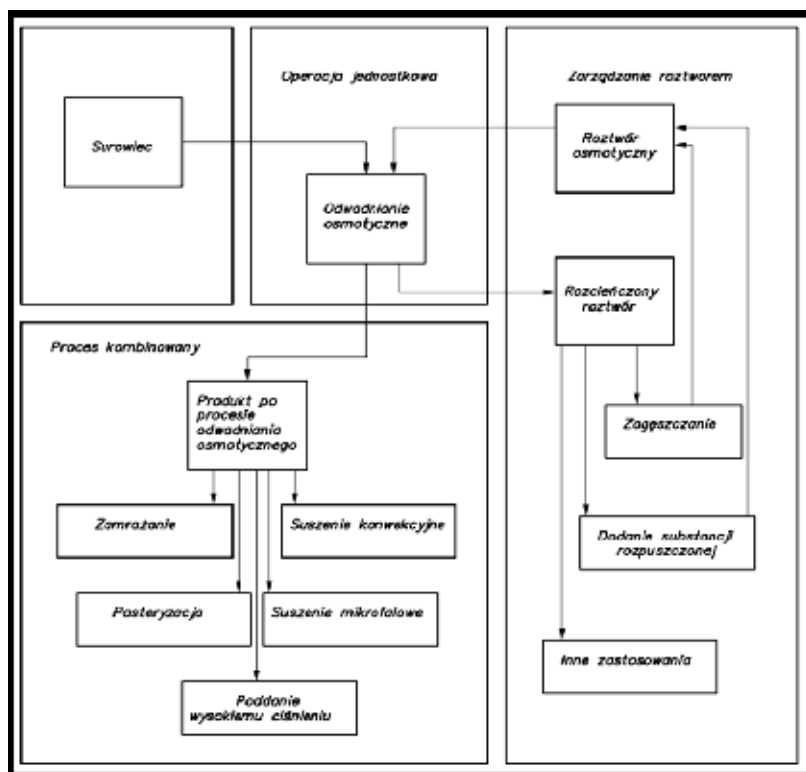 Operacja jednostkowa
Zarządzanie roztworem
Surowiec
Roztwór
osmotyczny
Odwadnianie
osmotyczne
Rozcieńczony
roztwór
Proces kombinowany
Produkt po
procesie
odwadniania
osmotycznego
Zagęszczanie
Zamrażanie
Suszenie konwekcyjne
Dodanie substancji
rozpuszczonej
Pasteryzacja
Suszenie mikrofalowe
Inne zastosowania
Poddanie
wysokiemu ciśnieniu